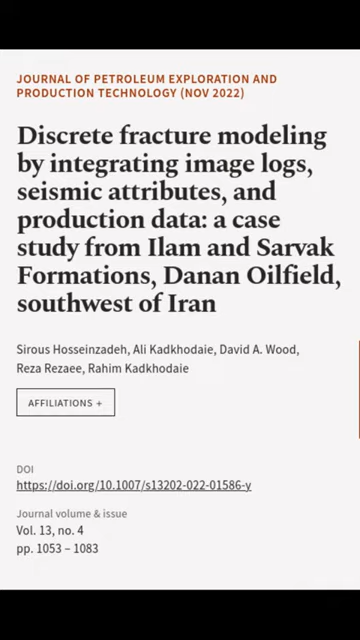 JOURNAL OF PETROLEUM EXPLORATION AND
PRODUCTION TECHNOLOGY (NOV 2022)
Discrete fracture modeling
by integrating image logs,
seismic attributes, and
production data: a case
study from Ilam and Sarvak
Formations, Danan Oilfield,
southwest of Iran
Sirous Hosseinzadeh, Ali Kadkhodaie, David A. Wood,
Reza Rezaee, Rahim Kadkhodaie
AFFILIATIONS +
DOI
https://doi.org/10.1007/s13202-022-01586-y
Journal volume & issue
Vol. 13, no. 4
pp. 1053 – 1083